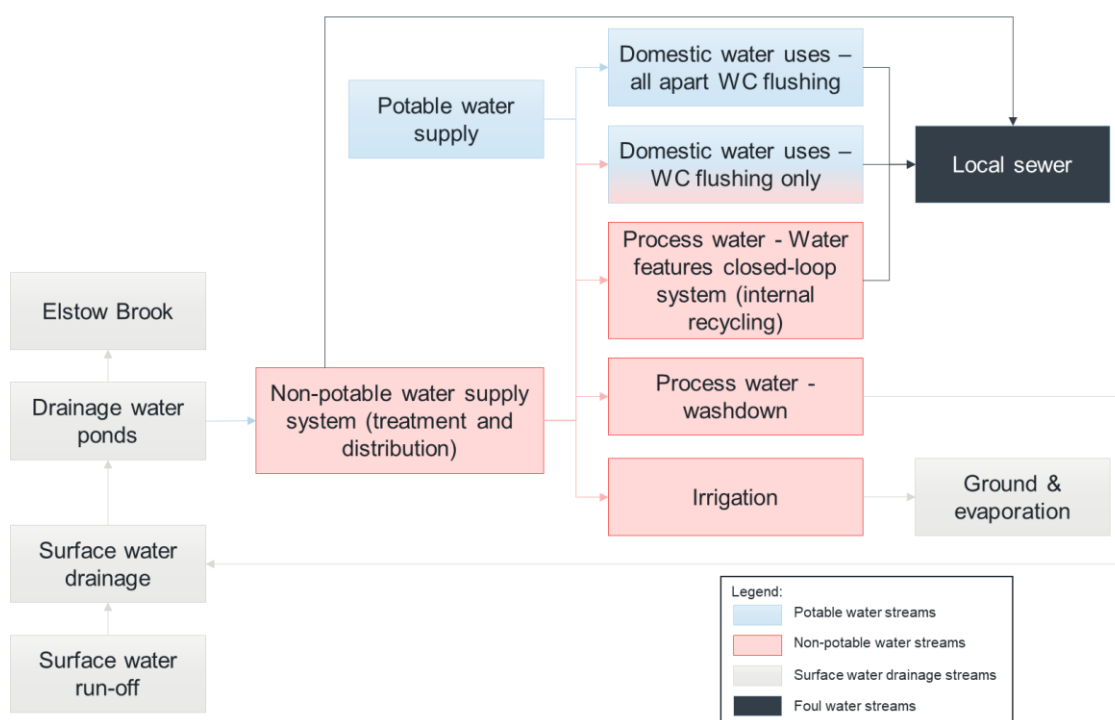 Domestic water uses –
all apart WC flushing
Potable water
supply
Domestic water uses –
WC flushing only
Local sewer
Process water - Water
features closed-loop
system (internal
recycling)
Elstow Brook
Non-potable water supply
system (treatment and
distribution)
Process water -
washdown
Drainage water
ponds
Irrigation
Ground &
evaporation
Surface water
drainage
Surface water
run-off
Legend:
Potable water streams
Non-potable water streams
Surface water drainage streams
Foul water streams